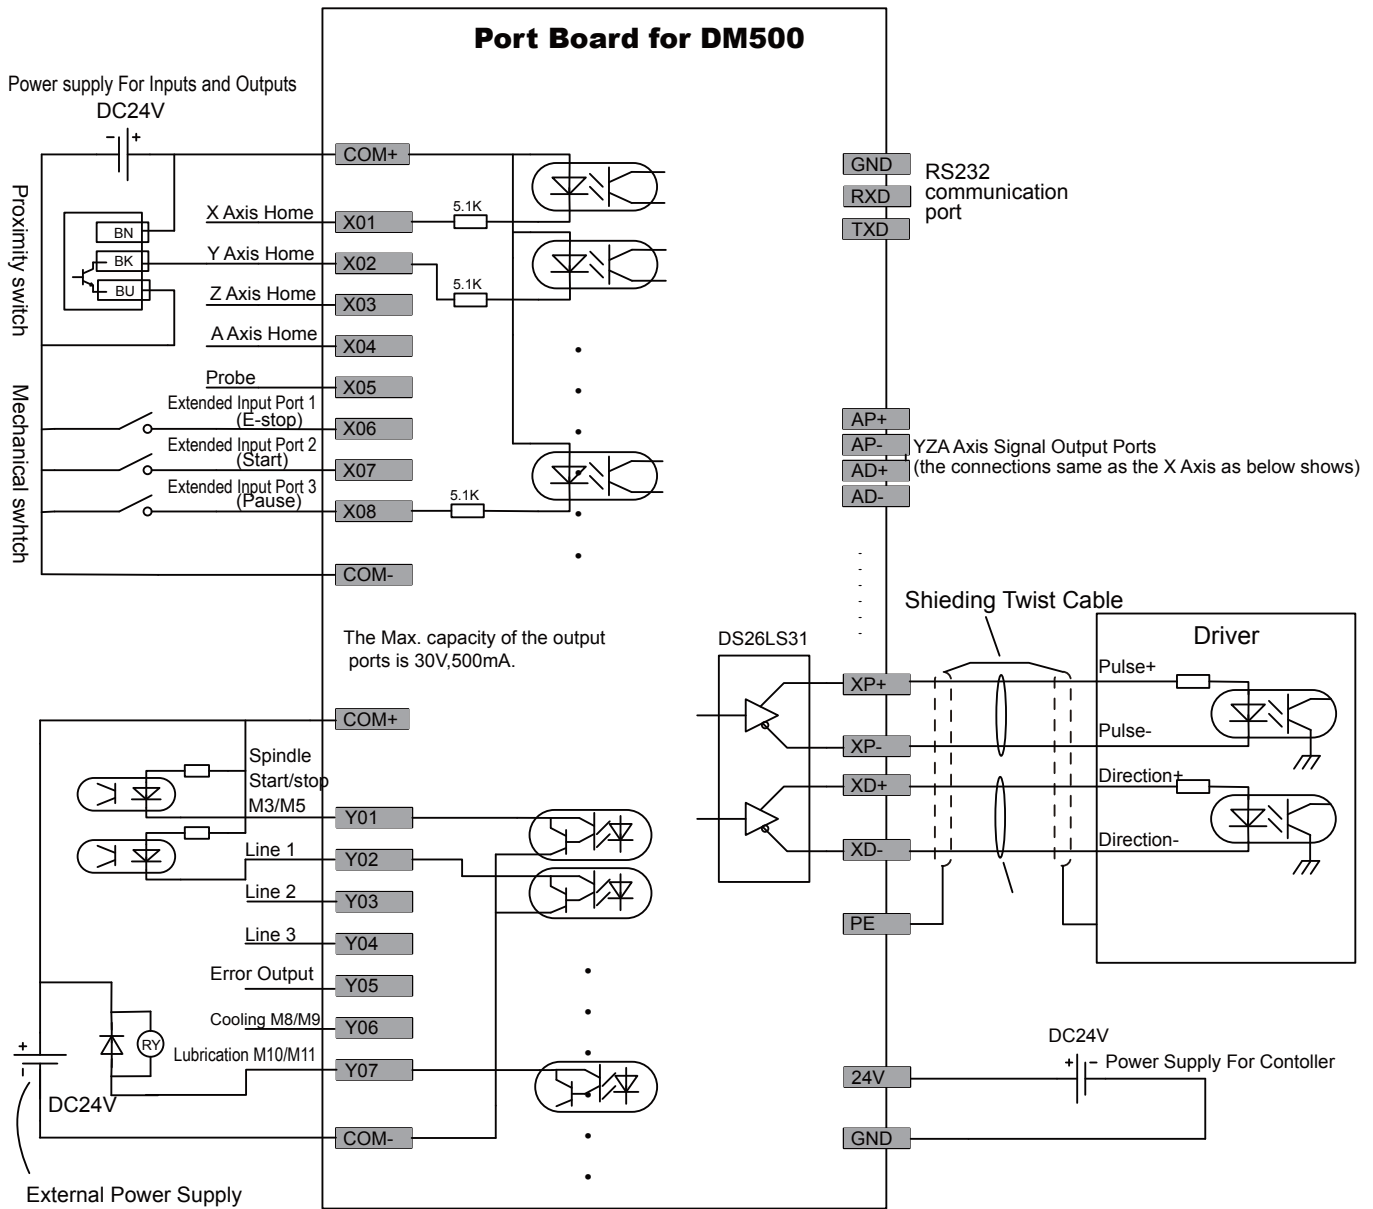 Port Board for DM500
Power supply For Inputs and Outputs
DC24V
- +
Proximity switch
BN
BK
BU
Mechanical swhtch
X Axis Home
Y Axis Home
Z Axis Home
A Axis Home
Probe
Extended Input Port 1
(E-stop)
Extended Input Port 2
(Start)
Extended Input Port 3
(Pause)
COM+
X01
X02
X03
X04
X05
X06
X07
X08
COM-
5.1K
5.1K
5.1K
GND
RXD
TXD
RS232
communication
port
AP+
AP-
AD+
AD-
YZA Axis Signal Output Ports
(the connections same as the X Axis as below shows)
The Max. capacity of the output
ports is 30V,500mA.
DS26LS31
XP+
XP-
XD+
XD-
PE
Shieding Twist Cable
Driver
Pulse+
Pulse-
Direction+
Direction-
COM+
Spindle
Start/stop
M3/M5
Line 1
Line 2
Line 3
Error Output
Cooling M8/M9
Lubrication M10/M11
Y01
Y02
Y03
Y04
Y05
Y06
Y07
COM-
RY
+
-
DC24V
External Power Supply
24V
GND
DC24V
+ - Power Supply For Contoller